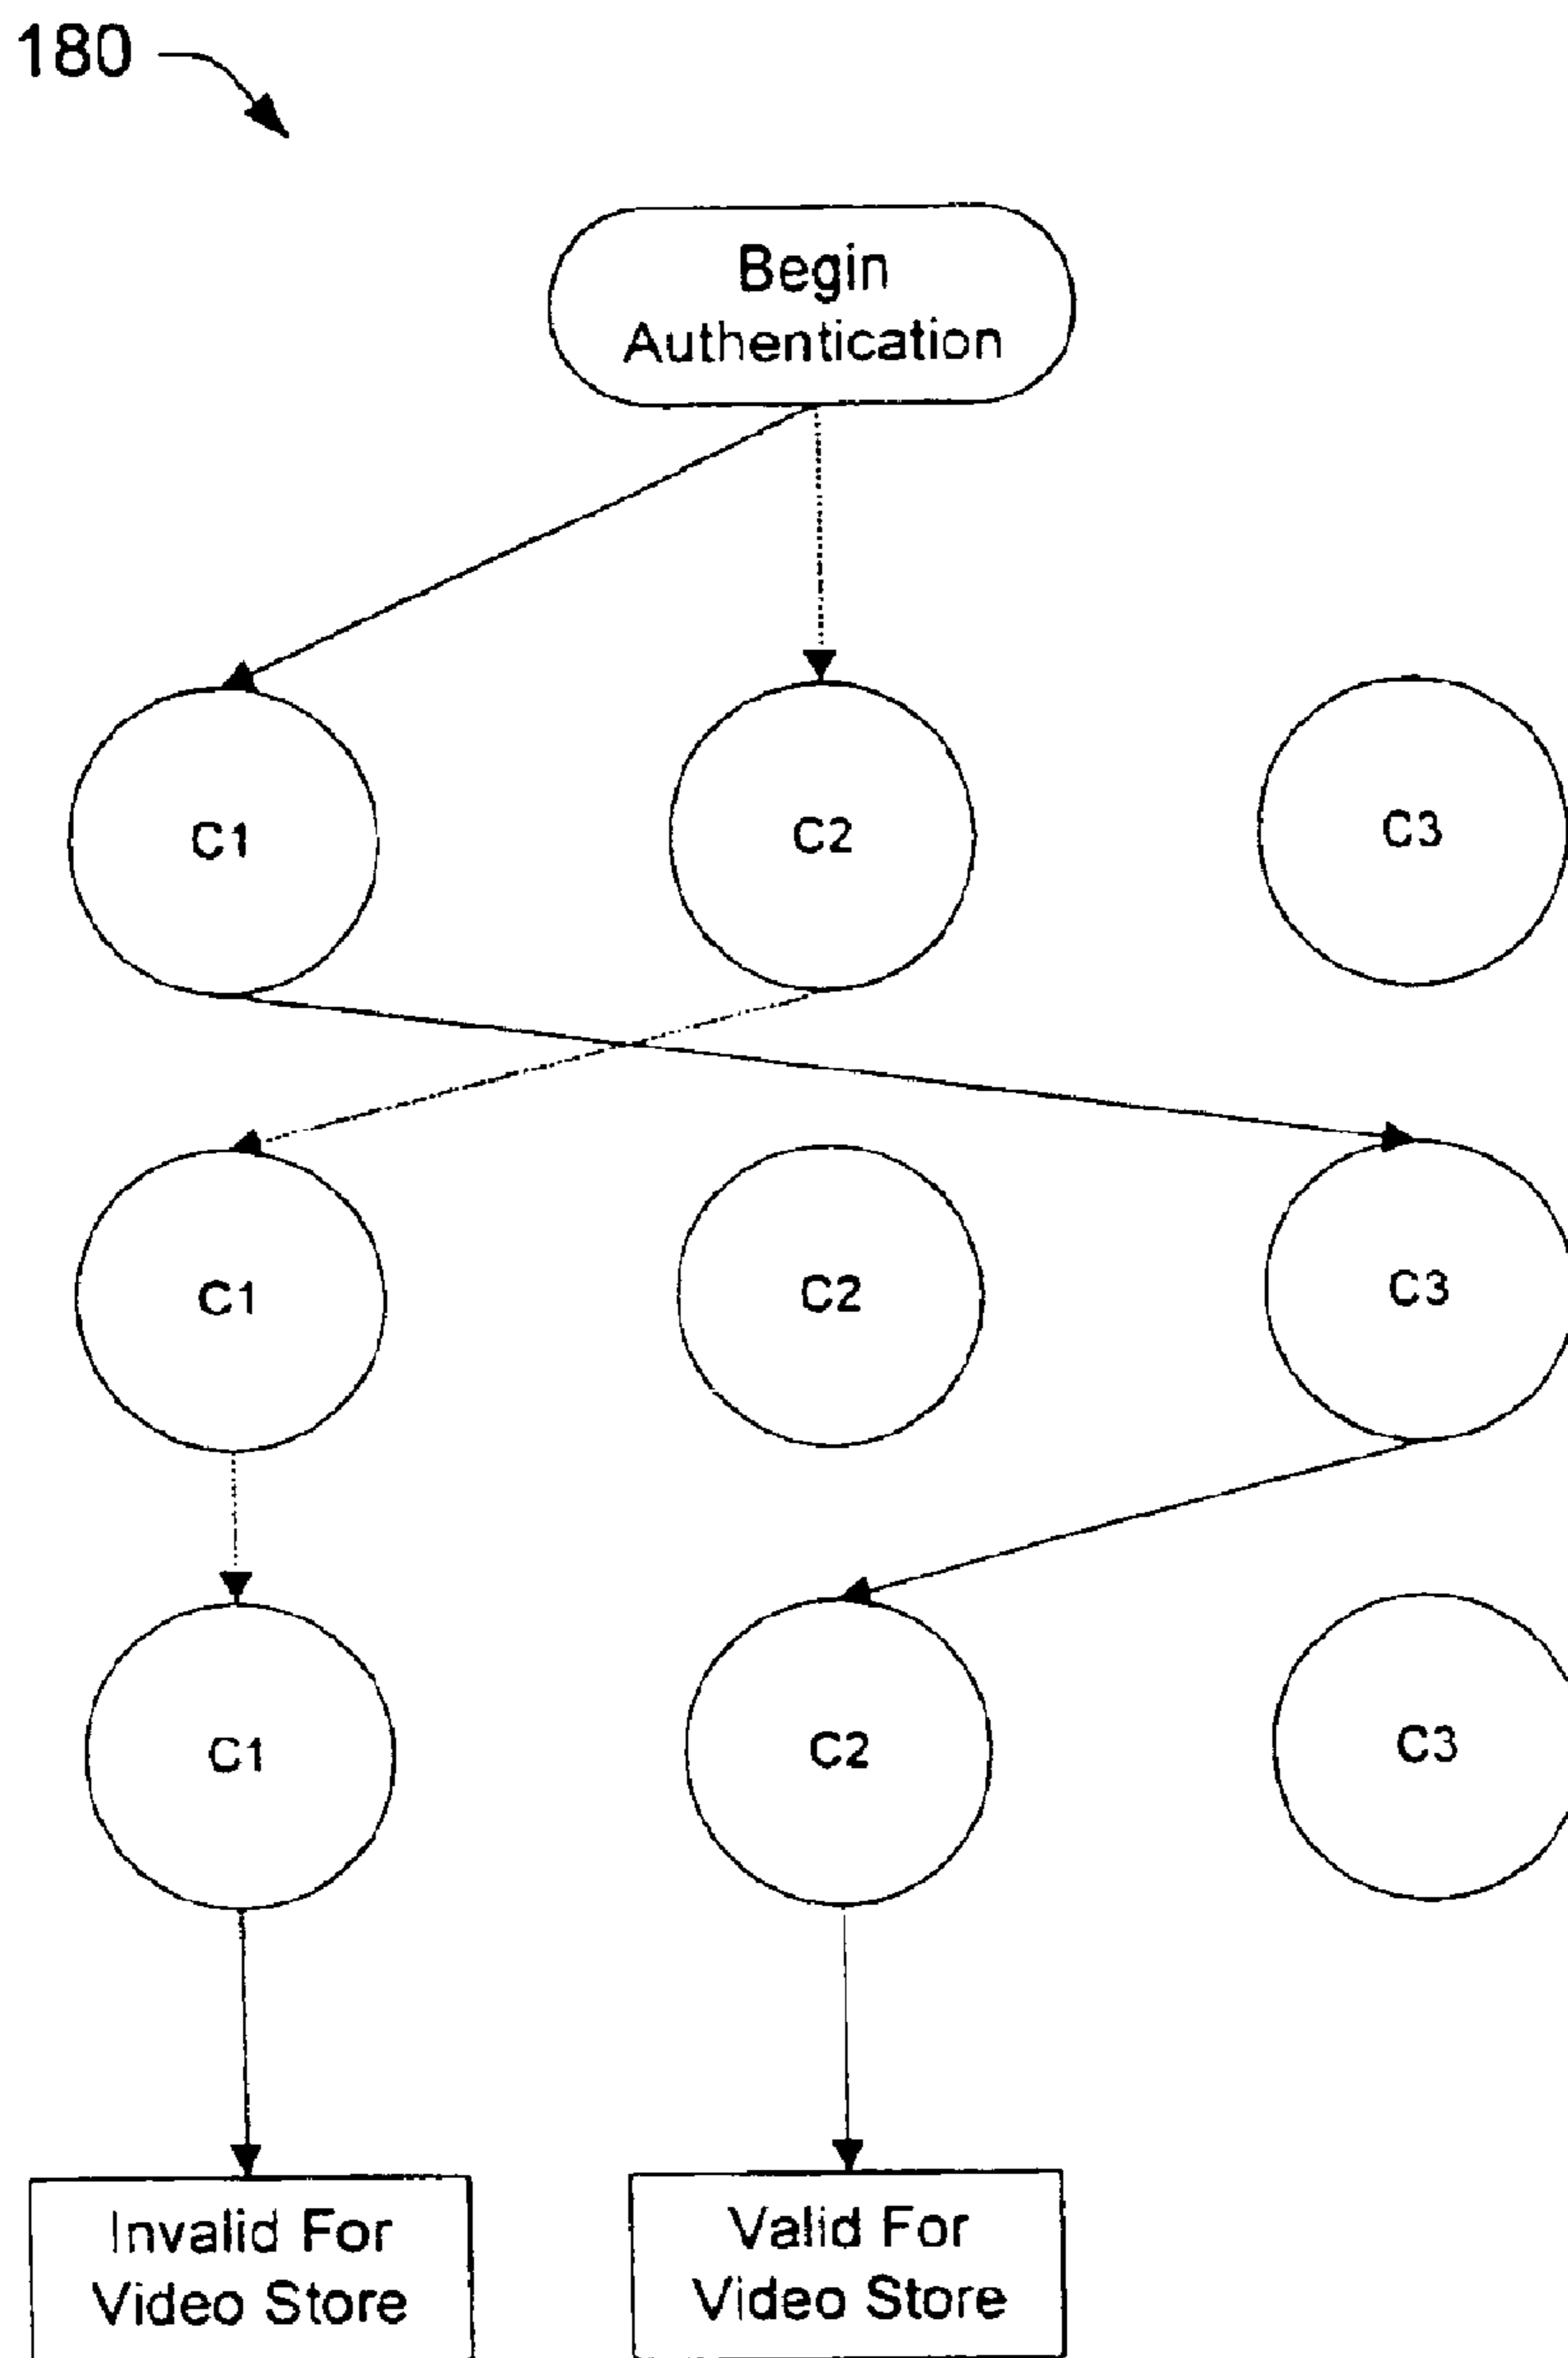 180
Begin
Authentication
C1 C2 C3
C1 C2 C3
C1 C2 C3
Invalid For
Video Store
Valid For
Video Store